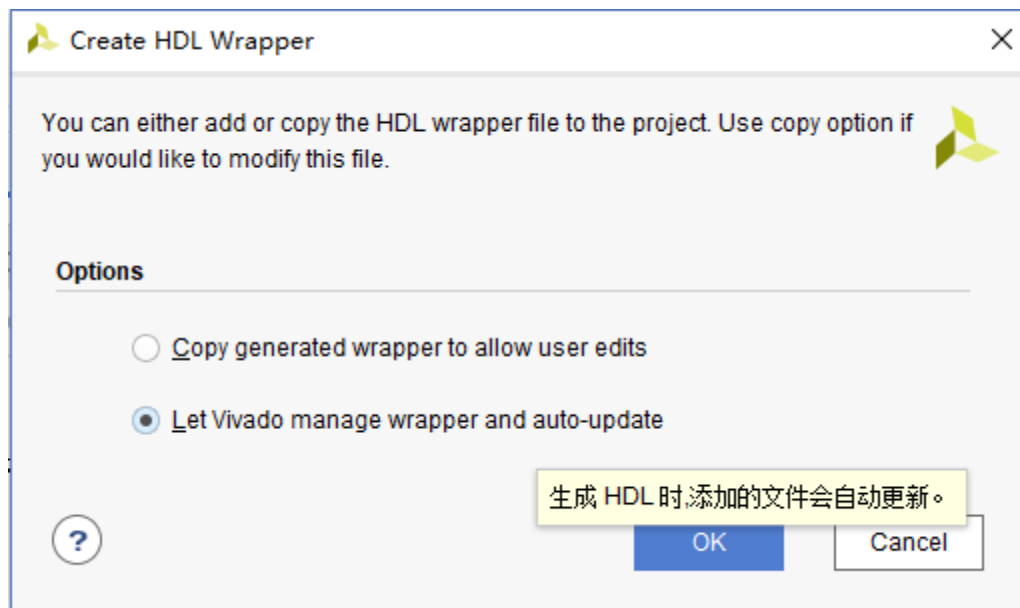 Create HDL Wrapper
You can either add or copy the HDL wrapper file to the project. Use copy option if
you would like to modify this file.
Options
Copy generated wrapper to allow user edits
Let Vivado manage wrapper and auto-update
生成 HDL 时,添加的文件会自动更新。
?
OK
Cancel